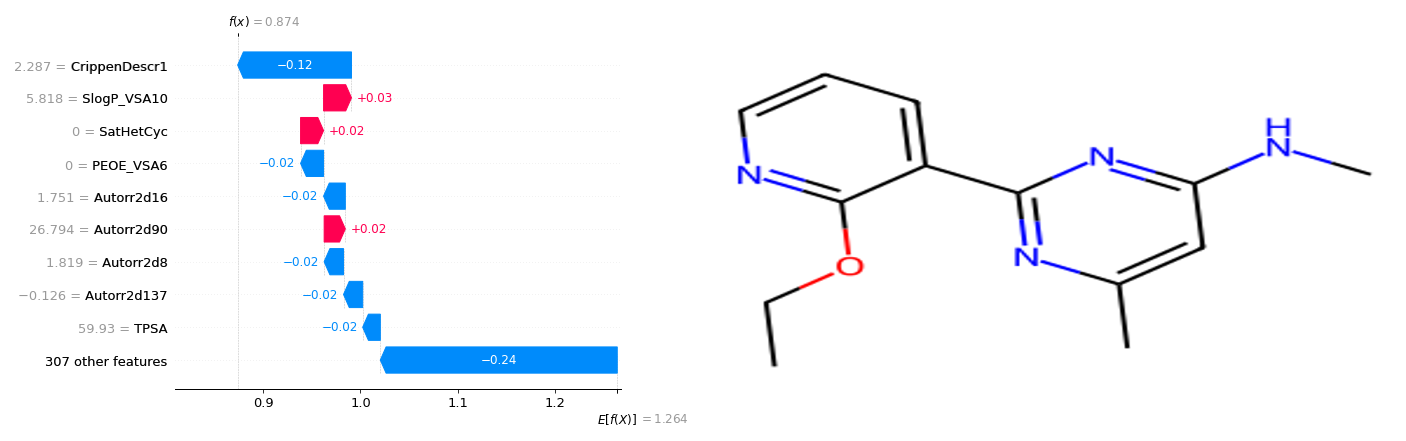 f(x) = 0.874
2.287 = CrippenDescr1
−0.12
5.818 = SlogP_VSA10
+0.03
0 = SatHetCyc
+0.02
0 = PEOE_VSA6
−0.02
1.751 = Autorr2d16
−0.02
26.794 = Autorr2d90
+0.02
1.819 = Autorr2d8
−0.02
−0.126 = Autorr2d137
−0.02
59.93 = TPSA
−0.02
307 other features
−0.24
0.9 1.0 1.1 1.2
E[f(X)] = 1.264
H
N
N
N
N
O